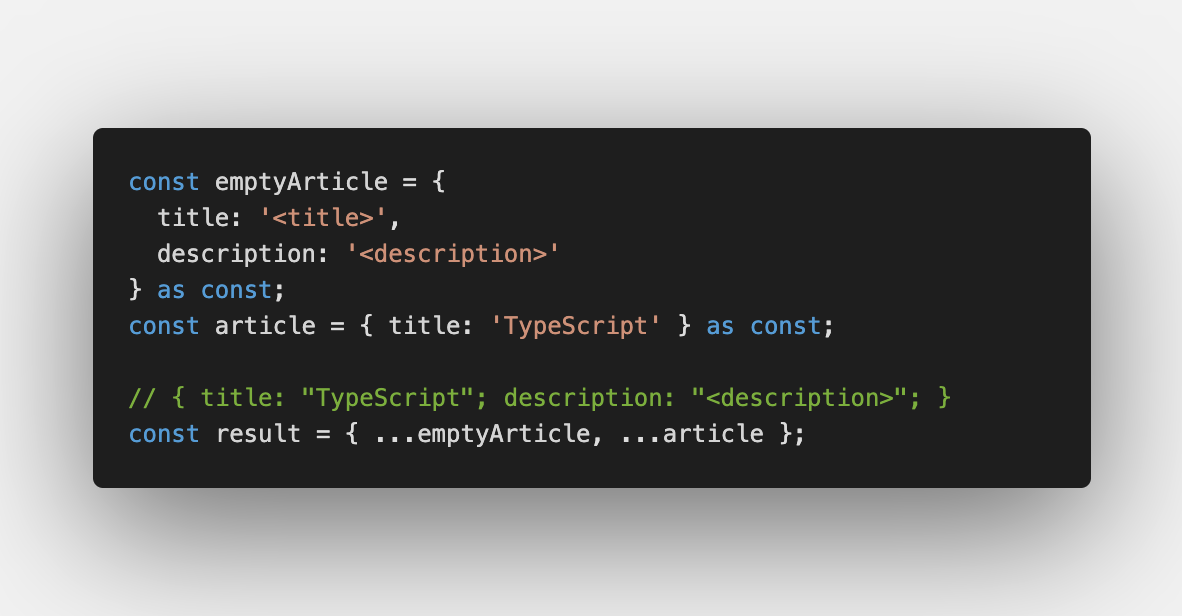 const emptyArticle = {
  title: '<title>',
  description: '<description>'
} as const;
const article = { title: 'TypeScript' } as const;

// { title: "TypeScript"; description: "<description>"; }
const result = { ...emptyArticle, ...article };